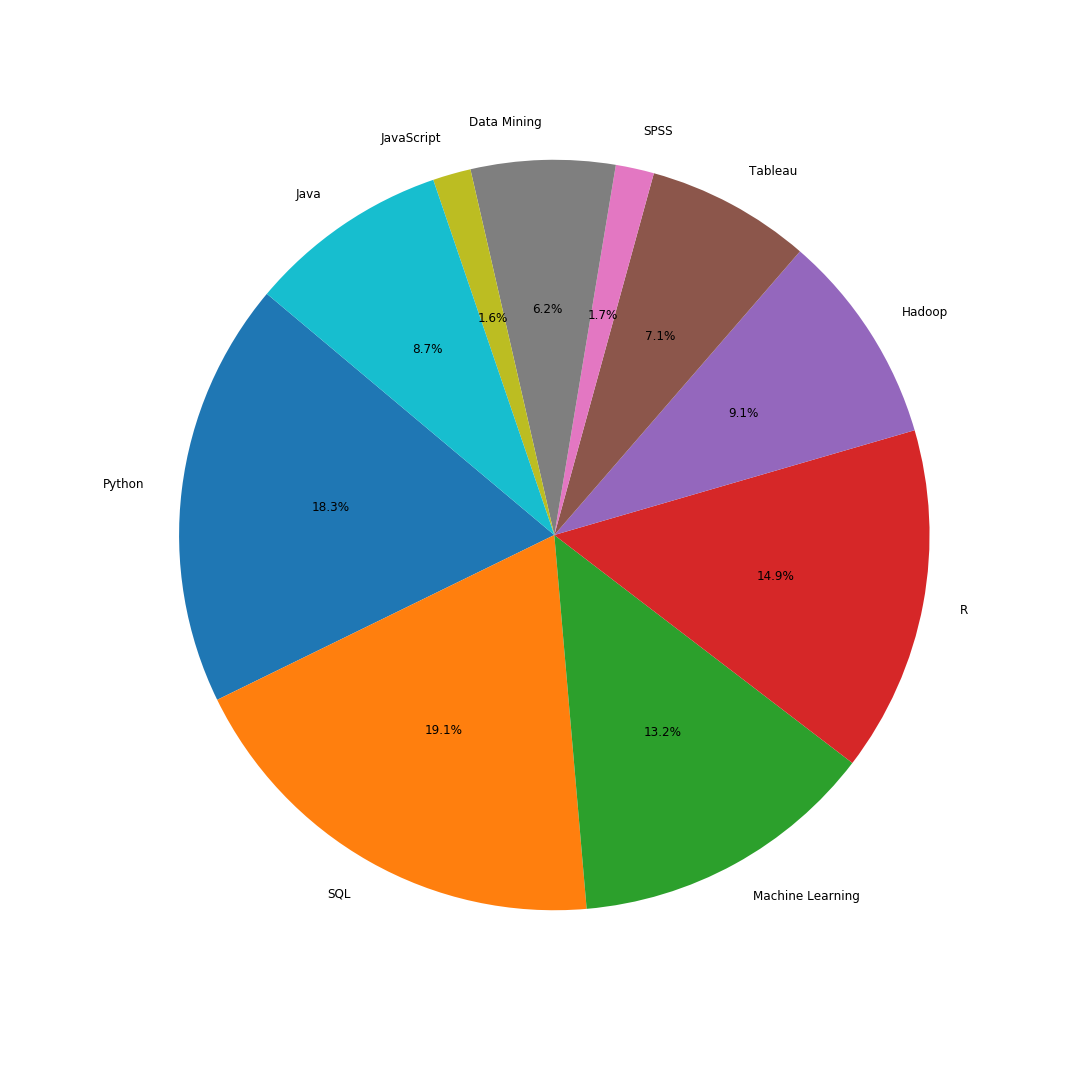 Data Mining
SPSS
JavaScript
Tableau
Java
Hadoop
6.2%
1.7%
1.6%
7.1%
8.7%
9.1%
Python
18.3%
14.9%
R
19.1%
13.2%
SQL
Machine Learning